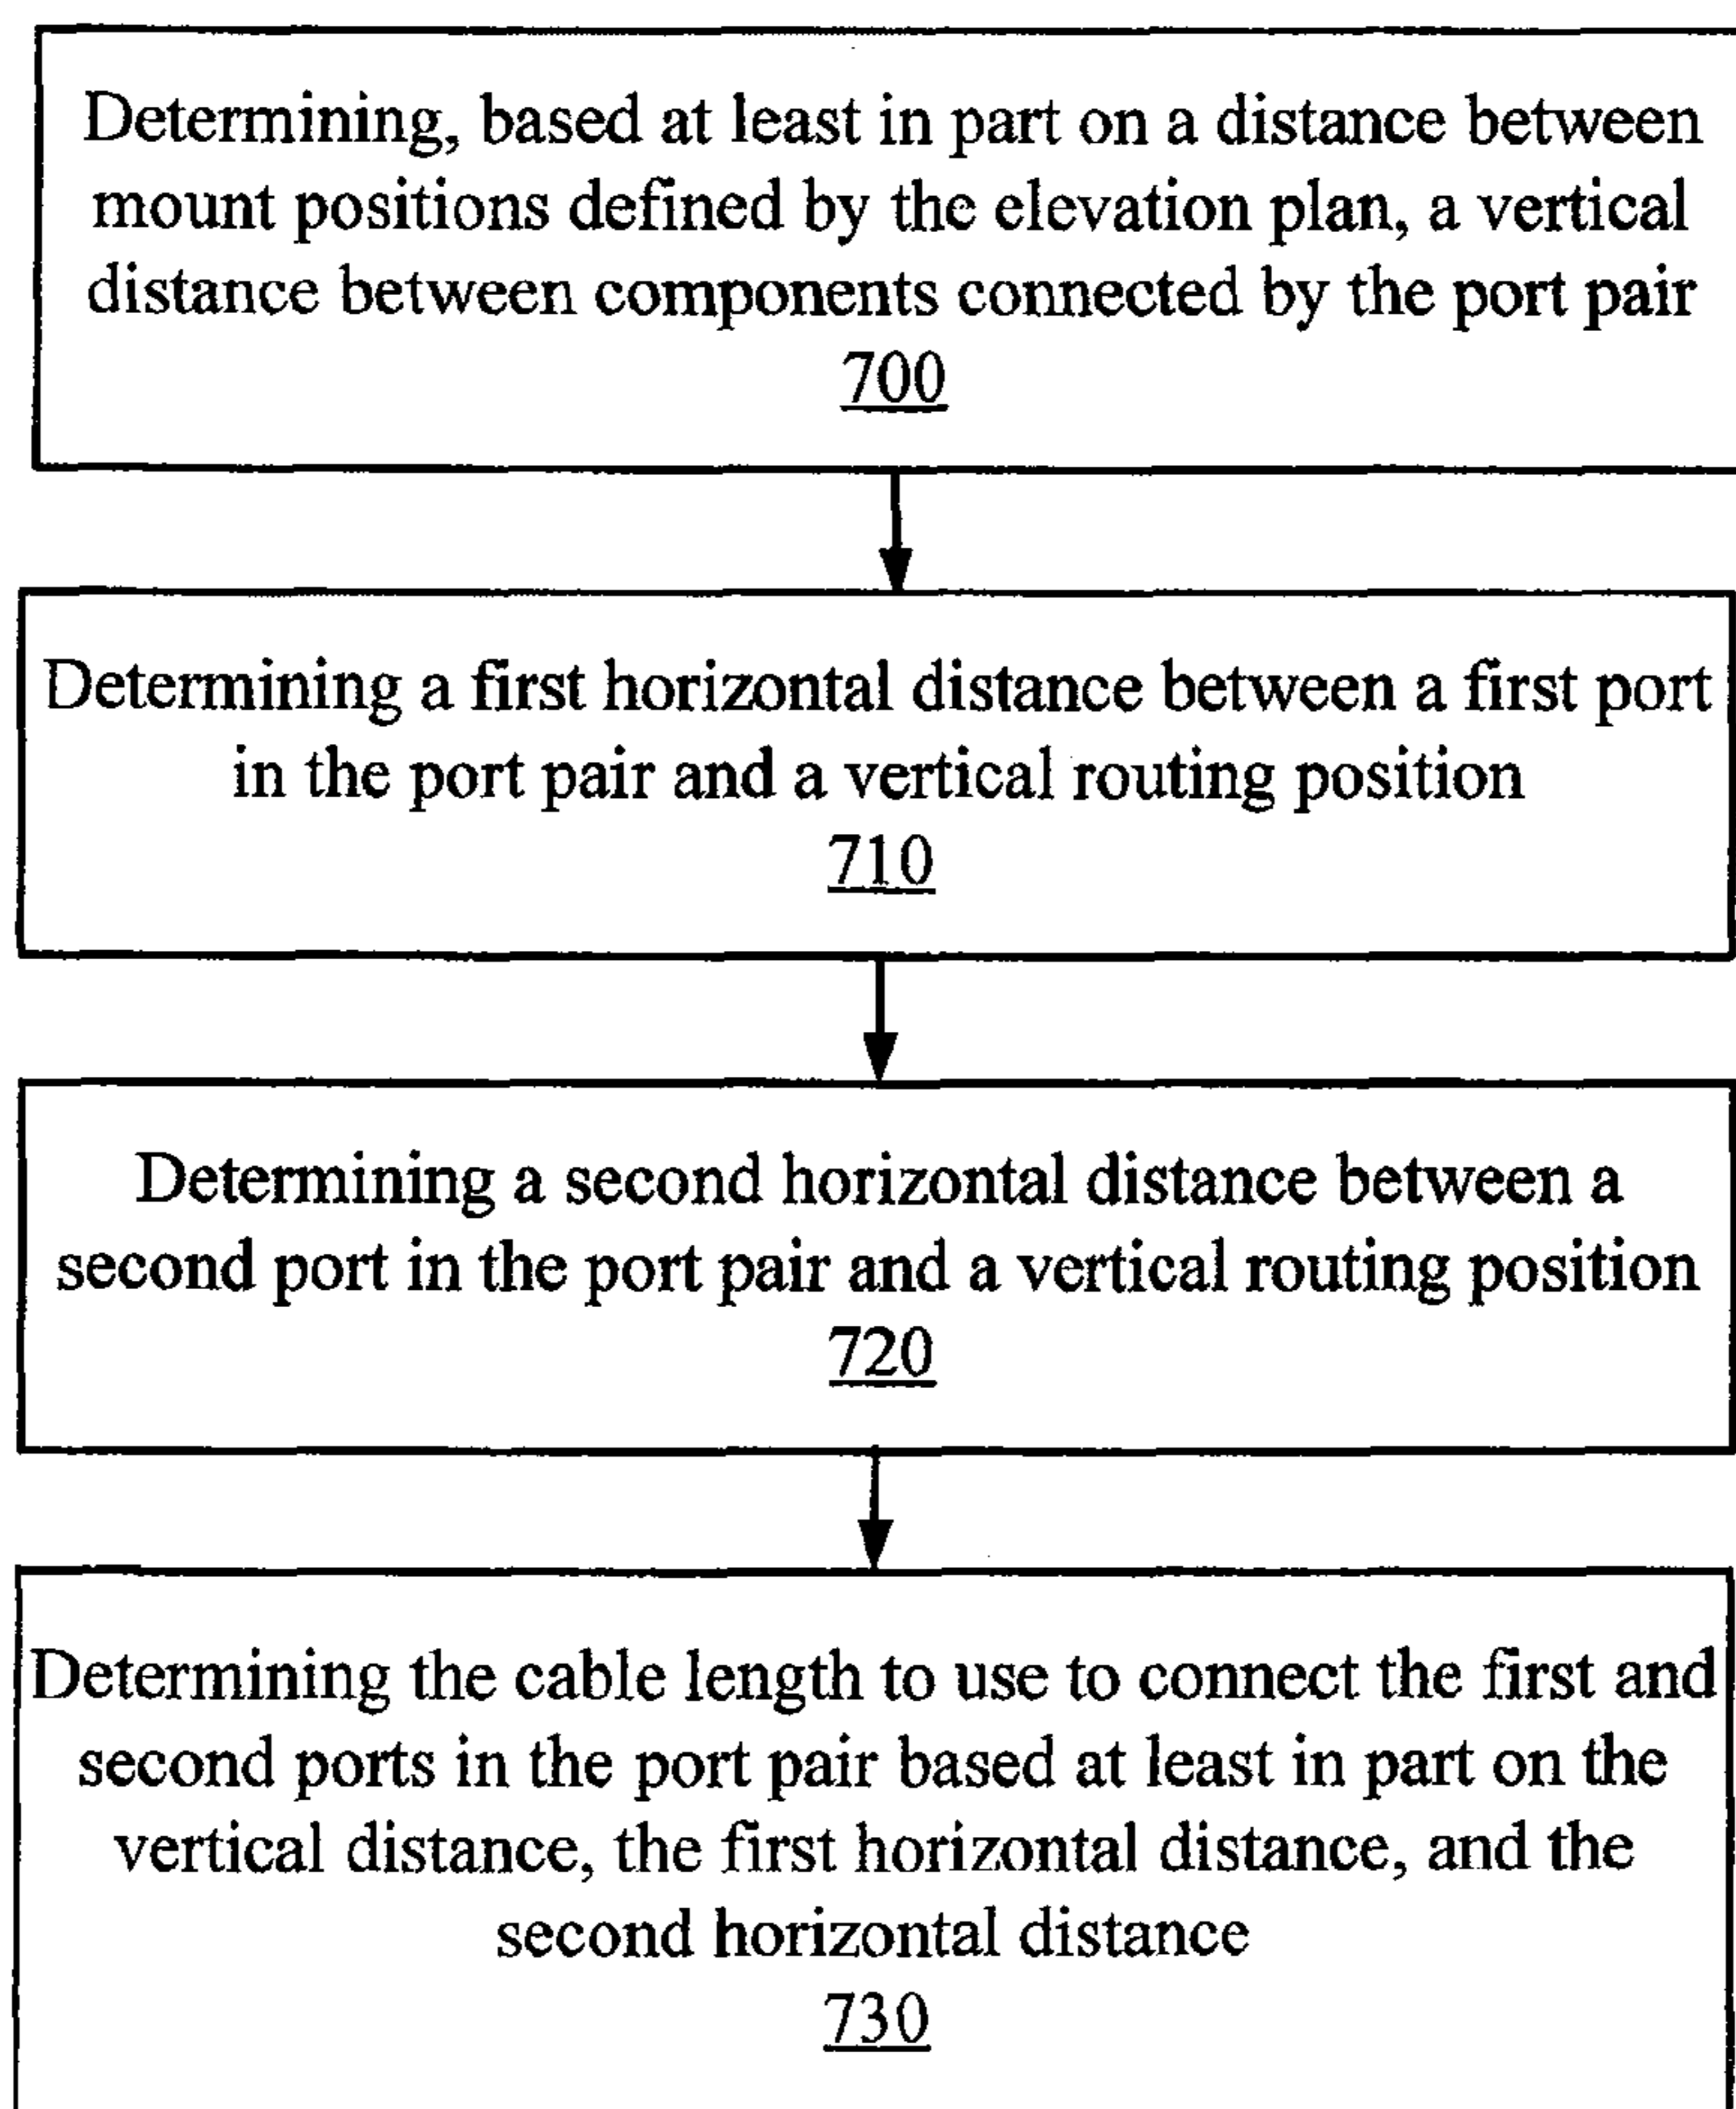 Determining, based at least in part on a distance between
mount positions defined by the elevation plan, a vertical
distance between components connected by the port pair
700
Determining a first horizontal distance between a first port
in the port pair and a vertical routing position
710
Determining a second horizontal distance between a
second port in the port pair and a vertical routing position
720
Determining the cable length to use to connect the first and
second ports in the port pair based at least in part on the
vertical distance, the first horizontal distance, and the
second horizontal distance
730